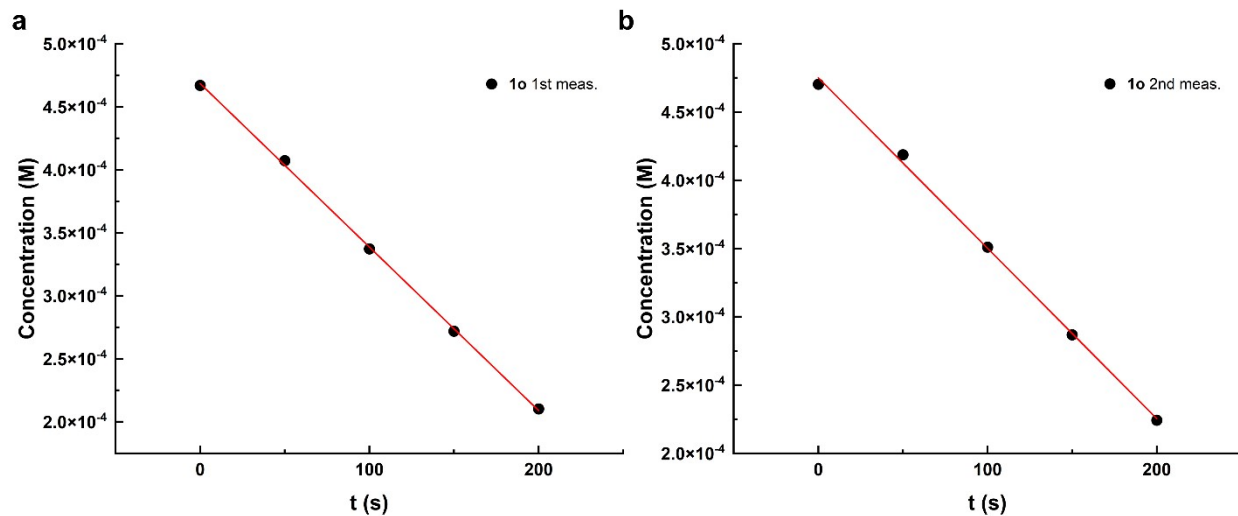 a
5.0×10⁻⁴
4.5×10⁻⁴
4.0×10⁻⁴
3.5×10⁻⁴
3.0×10⁻⁴
2.5×10⁻⁴
2.0×10⁻⁴
Concentration (M)
1o 1st meas.
0 100 200
t (s)
b
5.0×10⁻⁴
4.5×10⁻⁴
4.0×10⁻⁴
3.5×10⁻⁴
3.0×10⁻⁴
2.5×10⁻⁴
2.0×10⁻⁴
Concentration (M)
1o 2nd meas.
0 100 200
t (s)